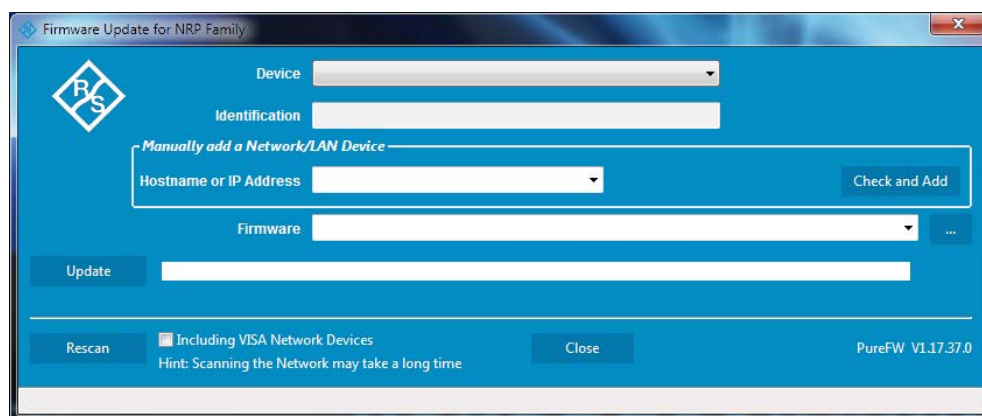 Firmware Update for NRP Family
x
R S
Device
Identification
Manually add a Network/LAN Device
Hostname or IP Address
Check and Add
Firmware
...
Update
Rescan
Including VISA Network Devices
Hint: Scanning the Network may take a long time
Close
PureFW V1.17.37.0